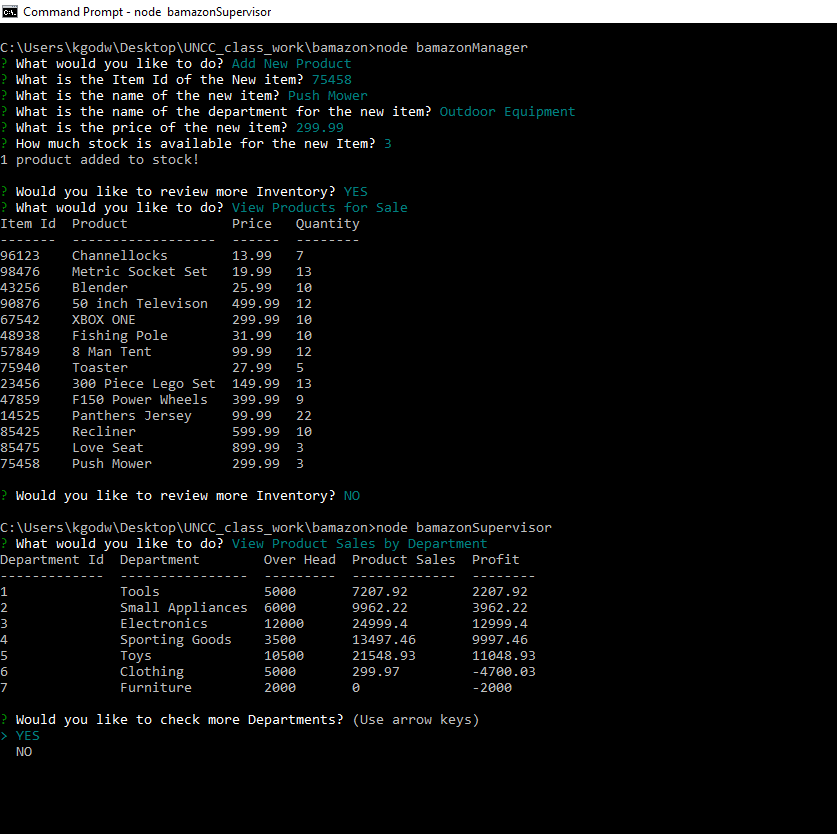 Command Prompt - node  bamazonSupervisor
C:\Users\kgodw\Desktop\UNCC_class_work\bamazon>node bamazonManager
? What would you like to do? Add New Product
? What is the Item Id of the New item? 75458
? What is the name of the new item? Push Mower
? What is the name of the department for the new item? Outdoor Equipment
? What is the price of the new item? 299.99
? How much stock is available for the new Item? 3
1 product added to stock!
? Would you like to review more Inventory? YES
? What would you like to do? View Products for Sale
Item Id  Product             Price   Quantity
-------  ------------------  ------  --------
96123    Channellocks        13.99   7
98476    Metric Socket Set   19.99   13
43256    Blender             25.99   10
90876    50 inch Televison   499.99  12
67542    XBOX ONE            299.99  10
48938    Fishing Pole        31.99   10
57849    8 Man Tent          99.99   12
75940    Toaster             27.99   5
23456    300 Piece Lego Set  149.99  13
47859    F150 Power Wheels   399.99  9
14525    Panthers Jersey     99.99   22
85425    Recliner            599.99  10
85475    Love Seat           899.99  3
75458    Push Mower          299.99  3
? Would you like to review more Inventory? NO
C:\Users\kgodw\Desktop\UNCC_class_work\bamazon>node bamazonSupervisor
? What would you like to do? View Product Sales by Department
Department Id  Department        Over Head  Product Sales  Profit
-------------  ----------------  ---------  -------------  --------
1              Tools             5000       7207.92        2207.92
2              Small Appliances  6000       9962.22        3962.22
3              Electronics       12000      24999.4        12999.4
4              Sporting Goods    3500       13497.46       9997.46
5              Toys              10500      21548.93       11048.93
6              Clothing          5000       299.97         -4700.03
7              Furniture         2000       0              -2000
? Would you like to check more Departments? (Use arrow keys)
> YES
  NO